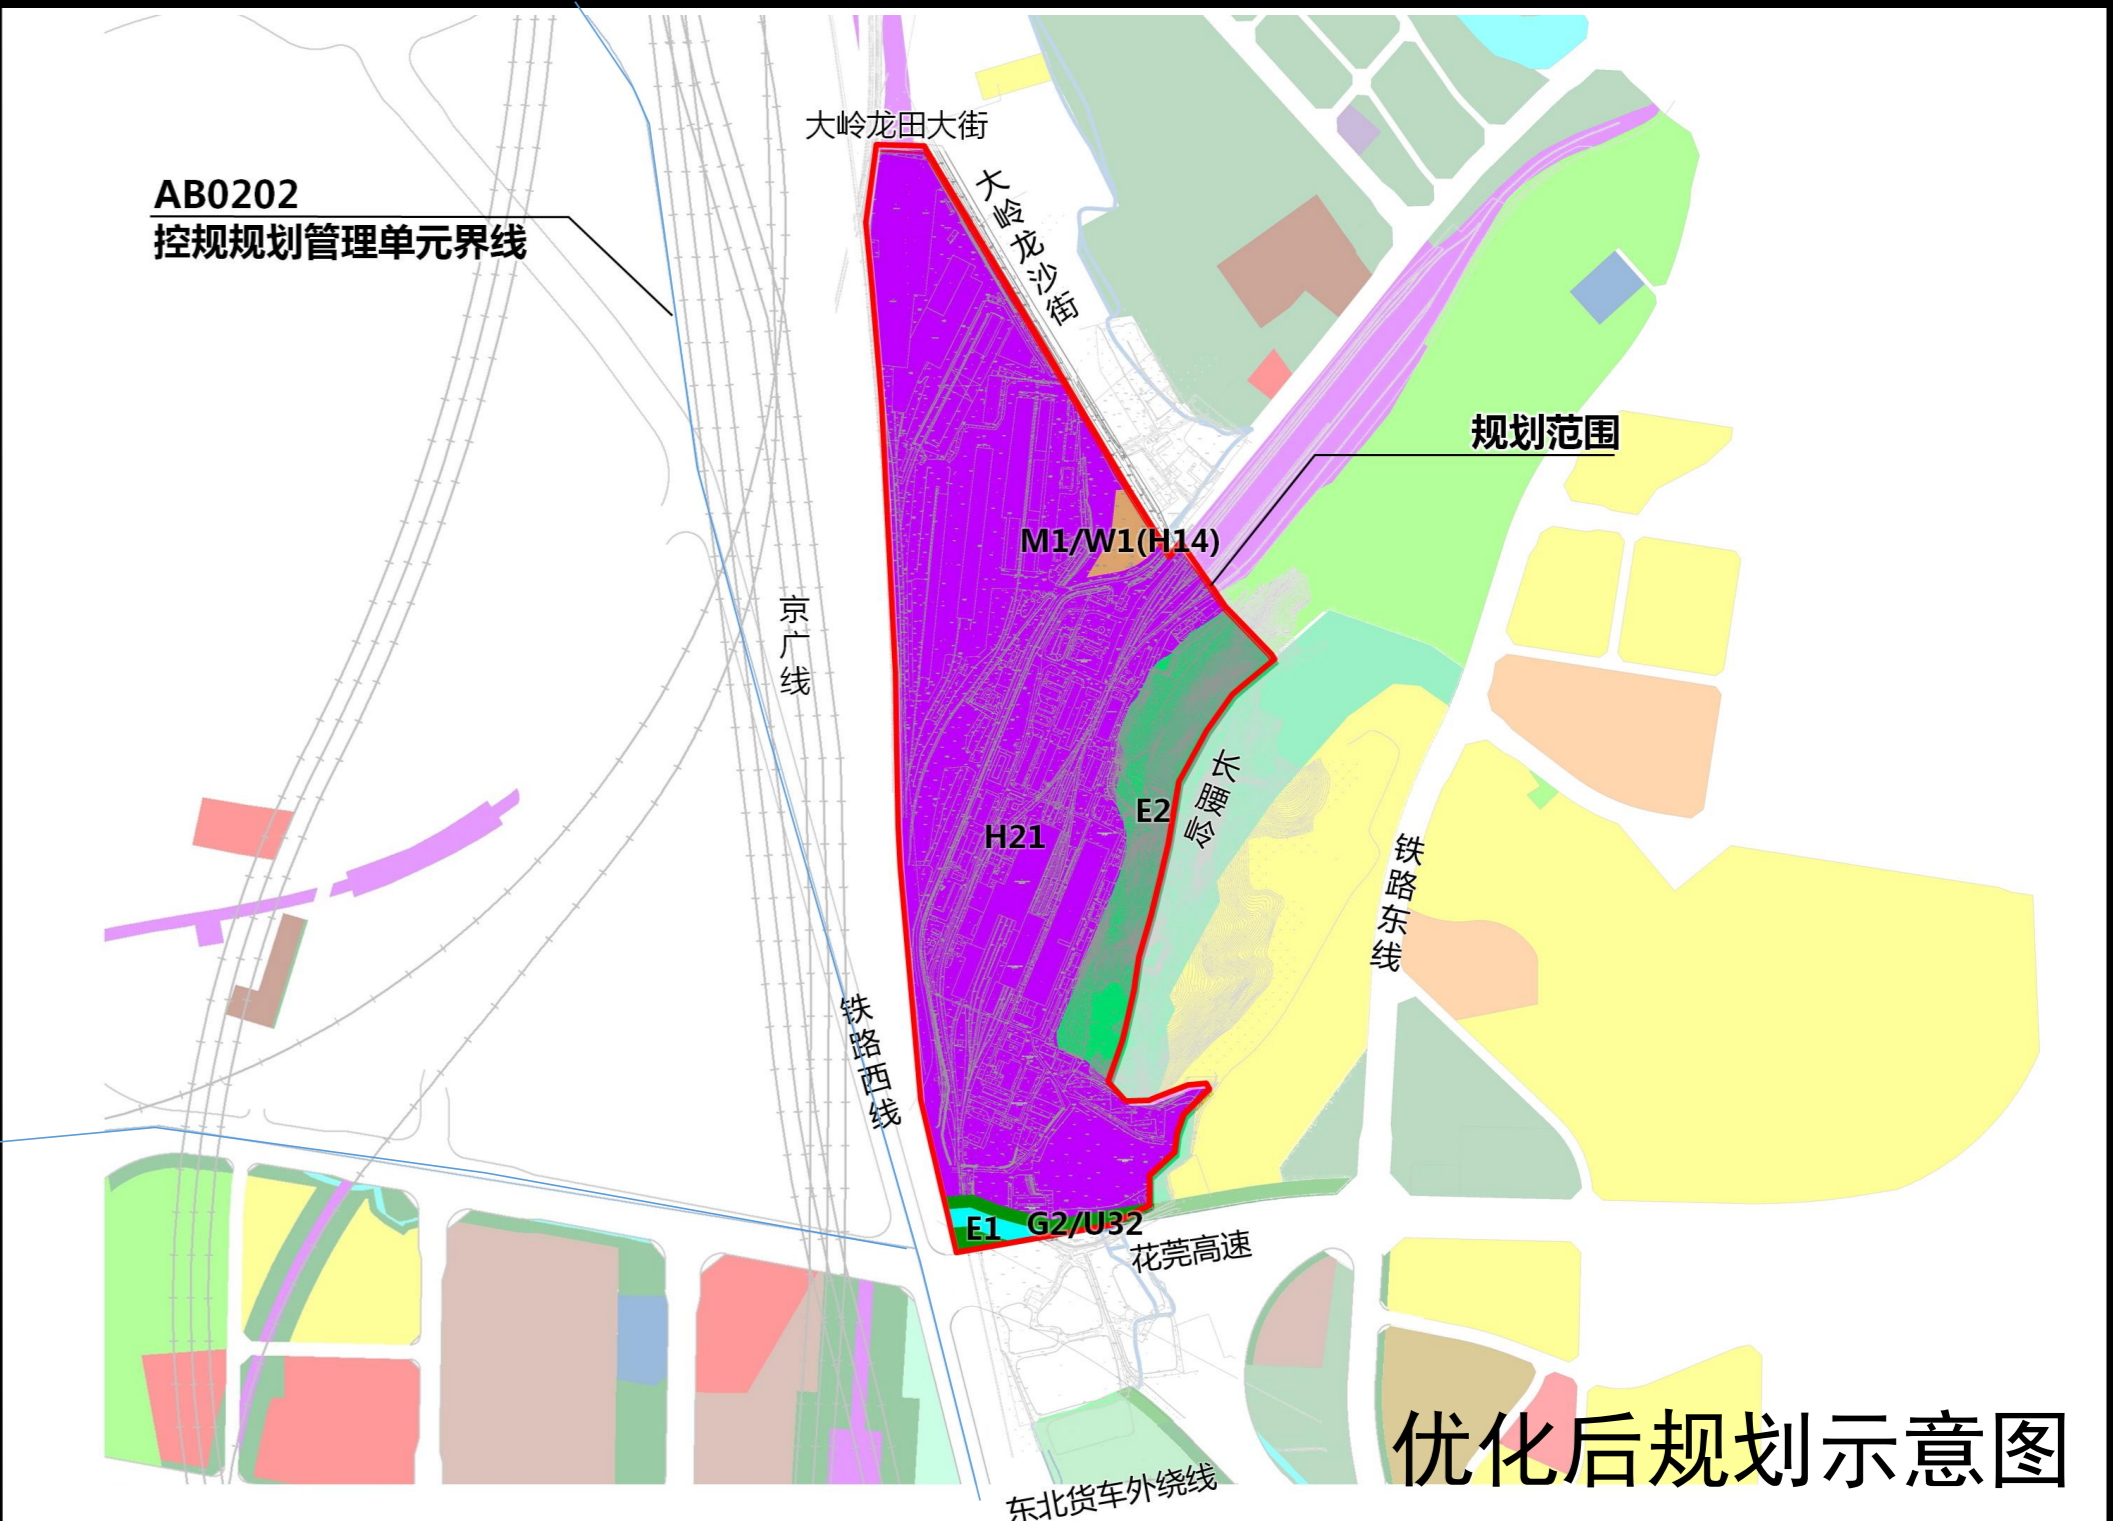 大岭龙田大街
大岭龙沙街
AB0202
控规规划管理单元界线
规划范围
M1/W1(H14)
京广线
长腰岭
E2
H21
铁路东线
铁路西线
E1
G2/U32
花莞高速
优化后规划示意图
东北货车外绕线